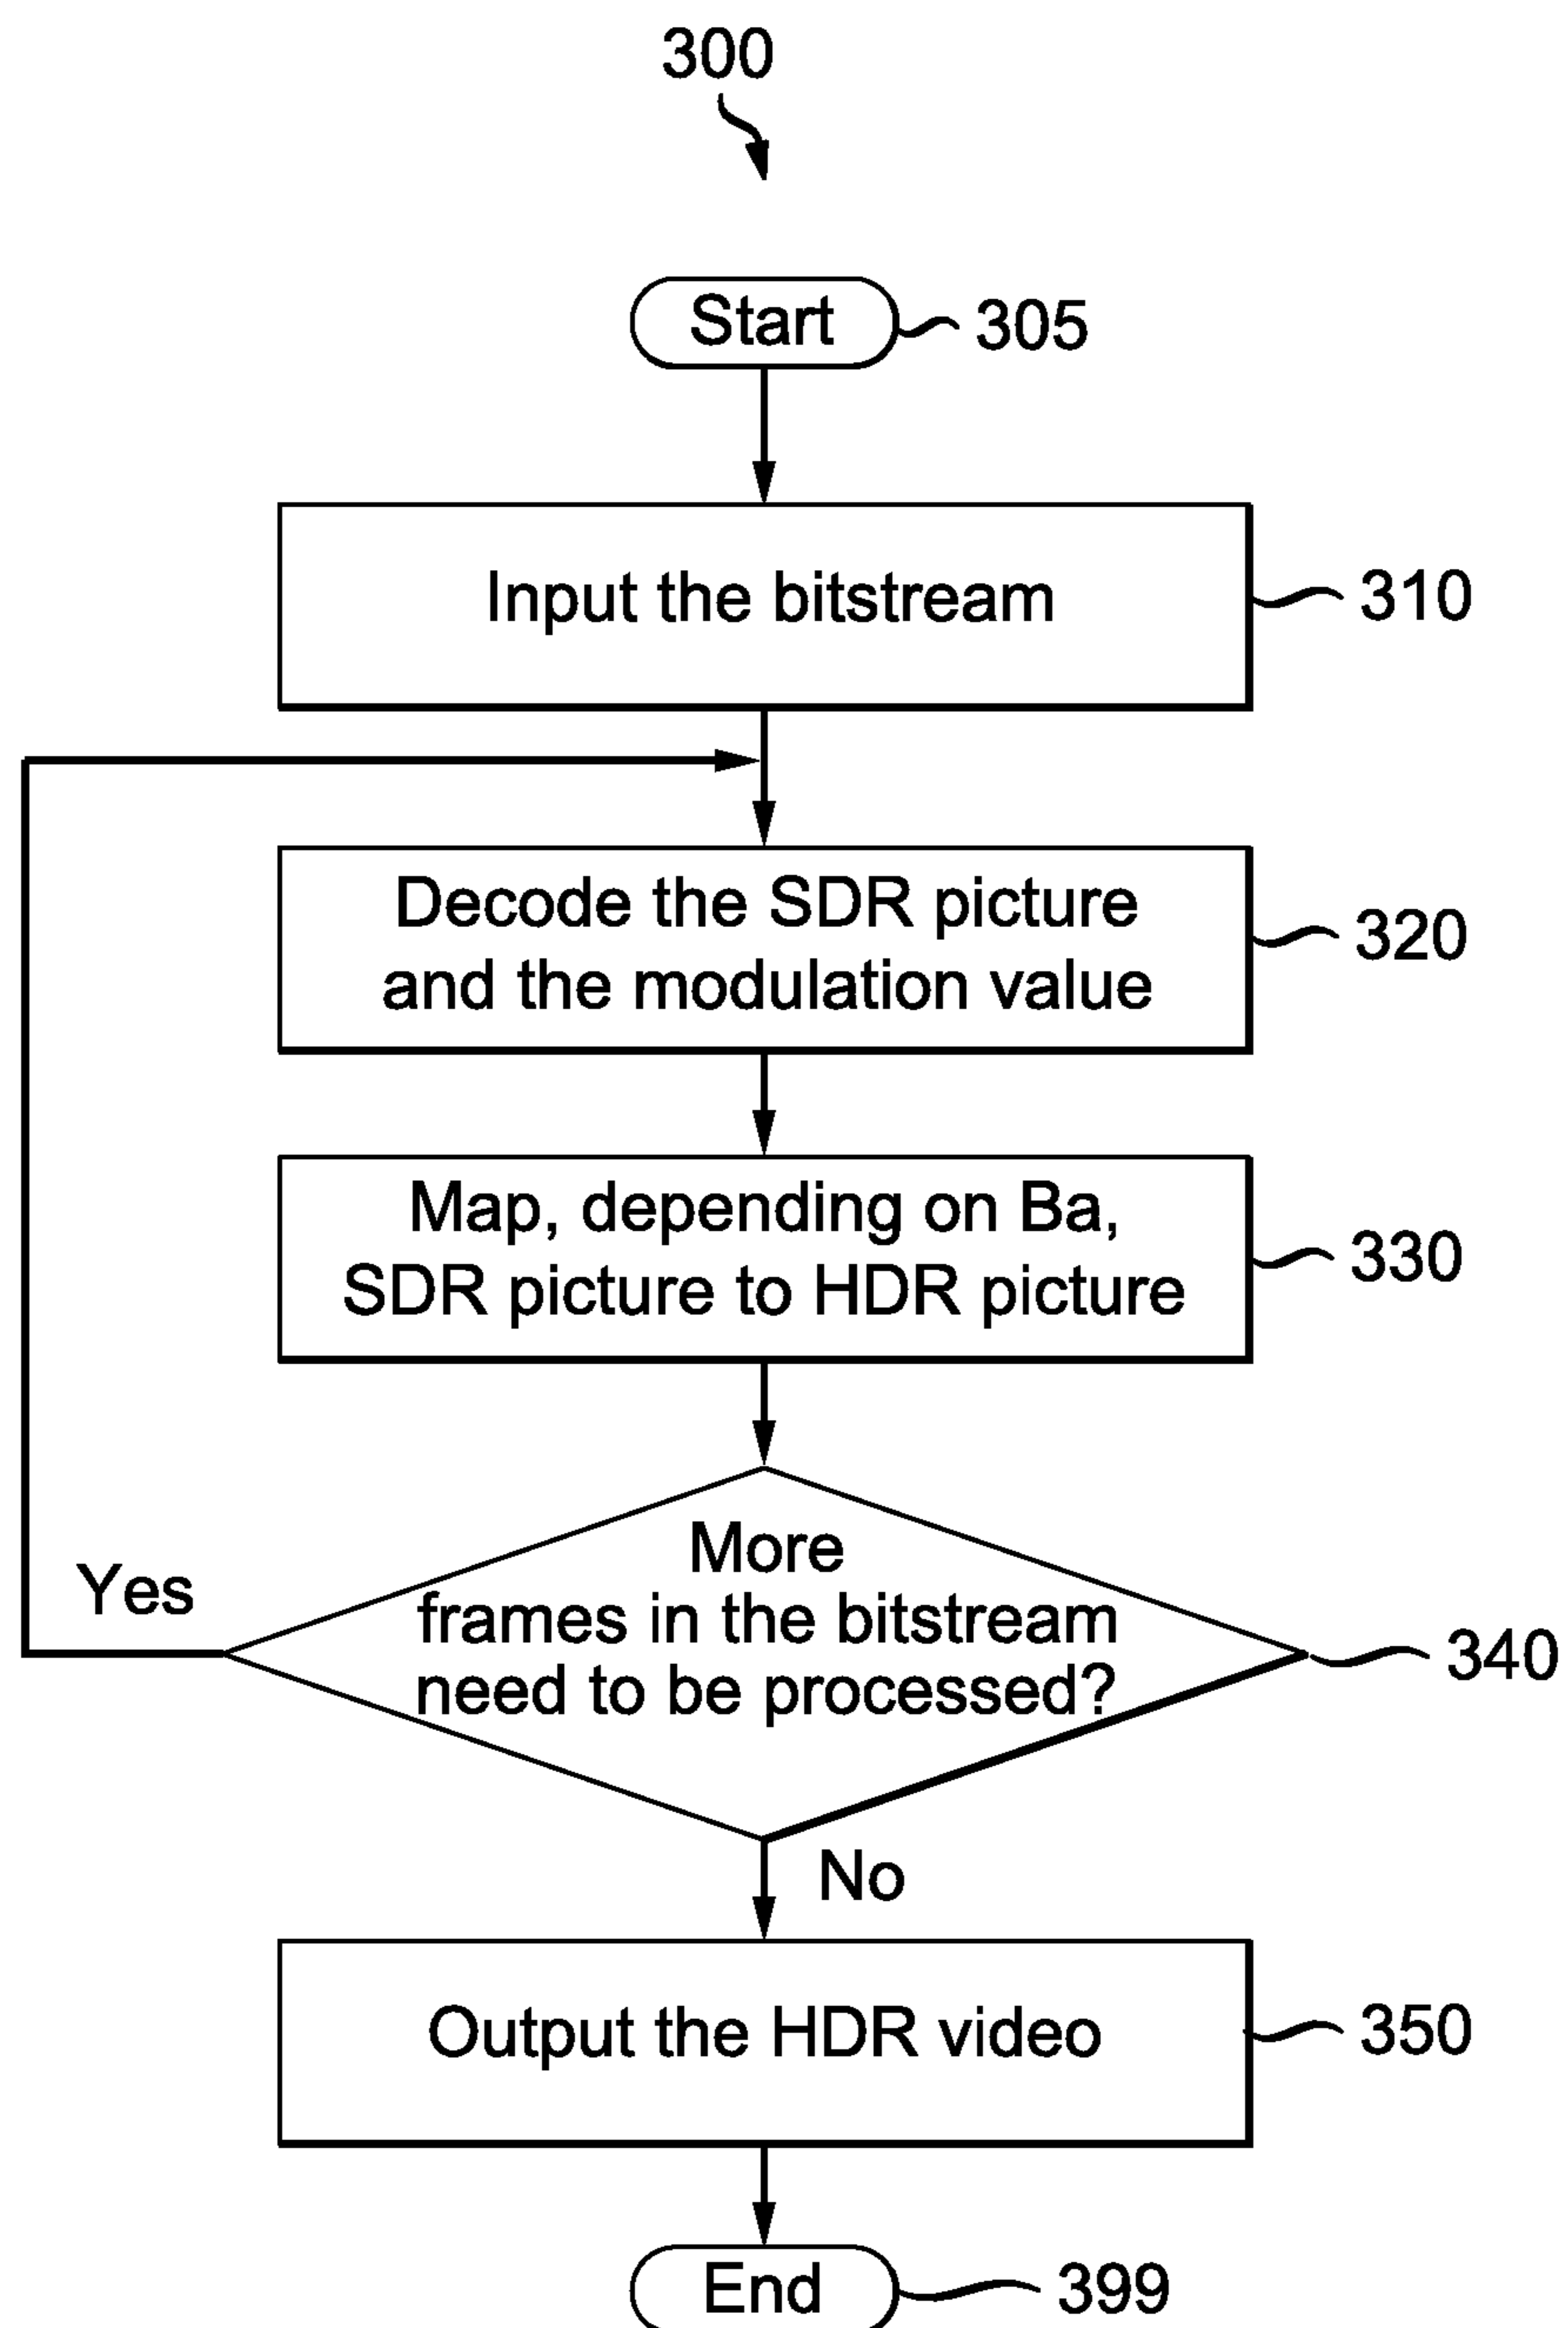 300
Start
305
Input the bitstream
310
Decode the SDR picture
and the modulation value
320
Map, depending on Ba,
SDR picture to HDR picture
330
More
frames in the bitstream
need to be processed?
340
Yes
No
Output the HDR video
350
End
399